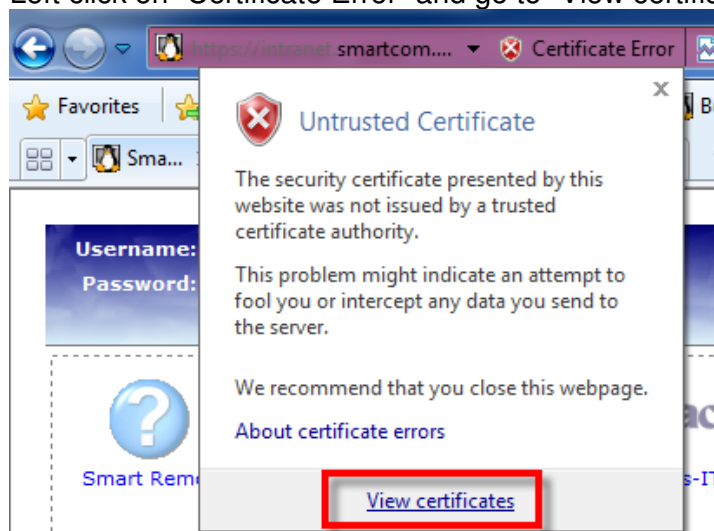 Left click on "Certificate Error" and go to "View certific
https://intranet.smartcom.... Certificate Error
Favorites
B
Sma...
Untrusted Certificate
x
The security certificate presented by this
website was not issued by a trusted
certificate authority.
This problem might indicate an attempt to
fool you or intercept any data you send to
the server.
We recommend that you close this webpage.
About certificate errors
View certificates
Username:
Password:
Smart Rem
ac
s-IT